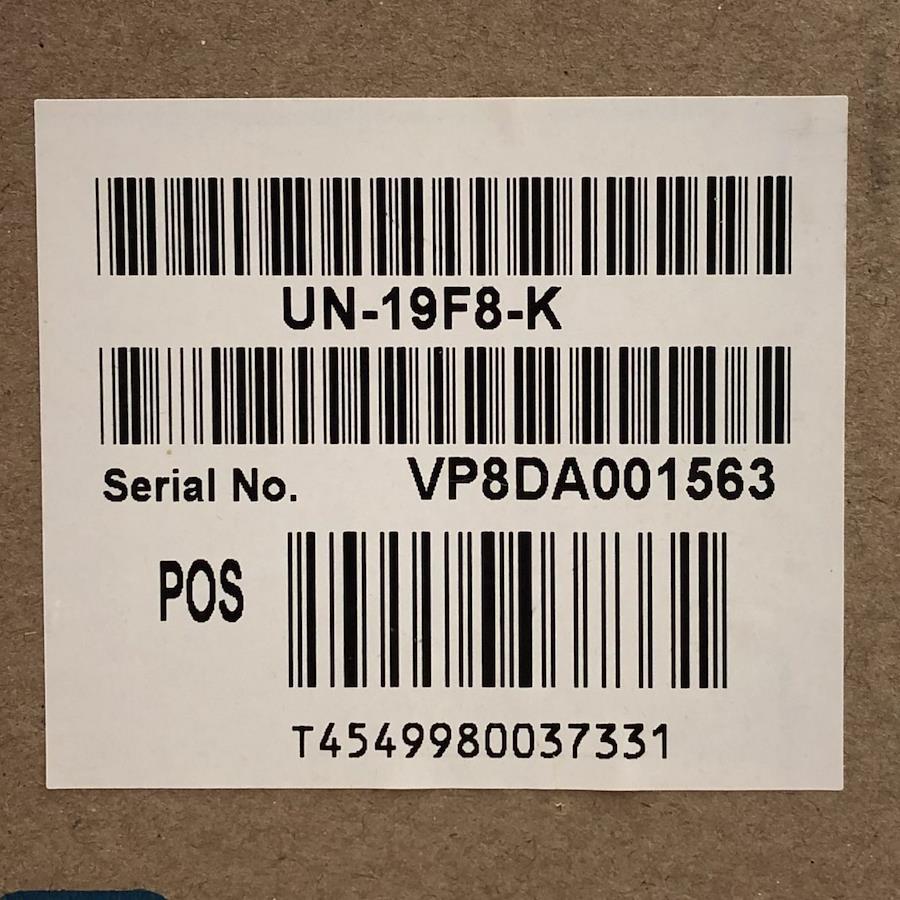 UN-19F8-K
Serial No. VP8DA001563
POS
T4549980037331